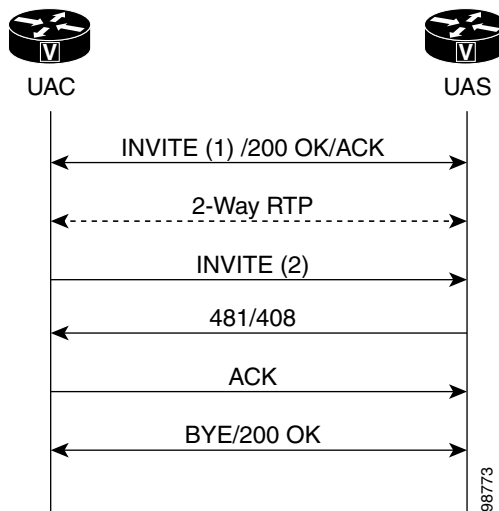 V
V
UAC
UAS
INVITE (1) /200 OK/ACK
2-Way RTP
INVITE (2)
481/408
ACK
BYE/200 OK
98773